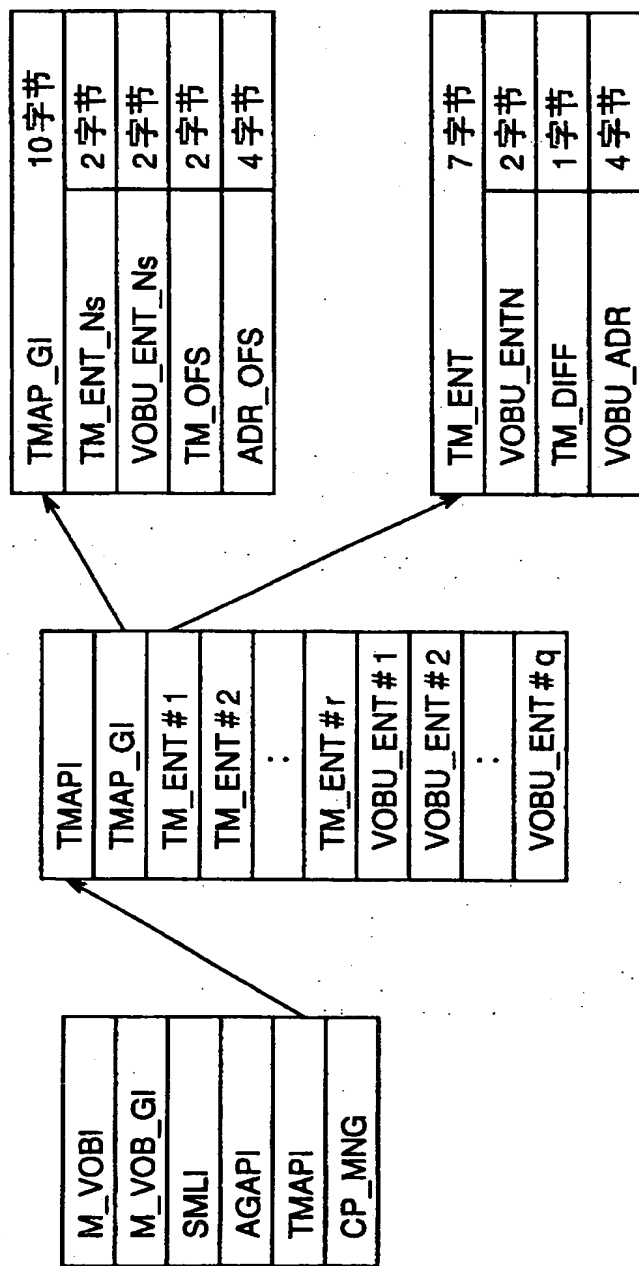 M_VOBI
M_VOB_GI
SMLI
AGAPI
TMAPI
CP_MNG
TMAPI
TMAP_GI
TM_ENT#1
TM_ENT#2
:
TM_ENT#r
VOBU_ENT#1
VOBU_ENT#2
:
VOBU_ENT#q
TMAP_GI 10字节
TM_ENT_Ns 2字节
VOBU_ENT_Ns 2字节
TM_OFS 2字节
ADR_OFS 4字节
TM_ENT 7字节
VOBU_ENTN 2字节
TM_DIFF 1字节
VOBU_ADR 4字节